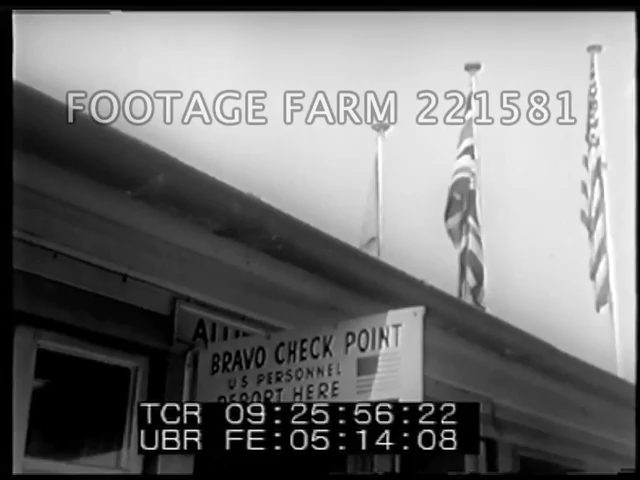 FOOTAGE FARM 221581
BRAVO CHECK POINT
US PERSONNEL
REPORT HERE
TCR 09:25:56:22
UBR FE:05:14:08